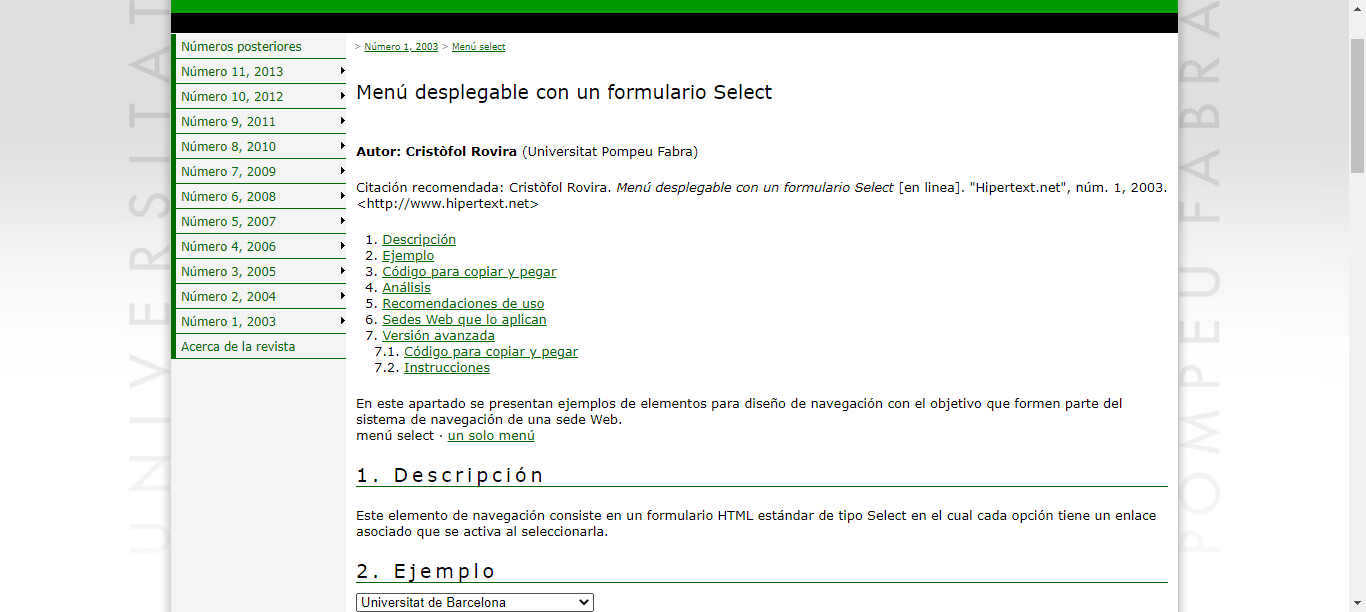 UNIVERSITAT
POMPEU FABRA
Números posteriores
Número 11, 2013
Número 10, 2012
Número 9, 2011
Número 8, 2010
Número 7, 2009
Número 6, 2008
Número 5, 2007
Número 4, 2006
Número 3, 2005
Número 2, 2004
Número 1, 2003
Acerca de la revista
> Número 1, 2003 > Menú select
Menú desplegable con un formulario Select
Autor: Cristòfol Rovira (Universitat Pompeu Fabra)
Citación recomendada: Cristòfol Rovira. Menú desplegable con un formulario Select [en linea]. "Hipertext.net", núm. 1, 2003.
<http://www.hipertext.net>
1. Descripción
2. Ejemplo
3. Código para copiar y pegar
4. Análisis
5. Recomendaciones de uso
6. Sedes Web que lo aplican
7. Versión avanzada
7.1. Código para copiar y pegar
7.2. Instrucciones
En este apartado se presentan ejemplos de elementos para diseño de navegación con el objetivo que formen parte del
sistema de navegación de una sede Web.
menú select · un solo menú
1. Descripción
Este elemento de navegación consiste en un formulario HTML estándar de tipo Select en el cual cada opción tiene un enlace
asociado que se activa al seleccionarla.
2. Ejemplo
Universitat de Barcelona